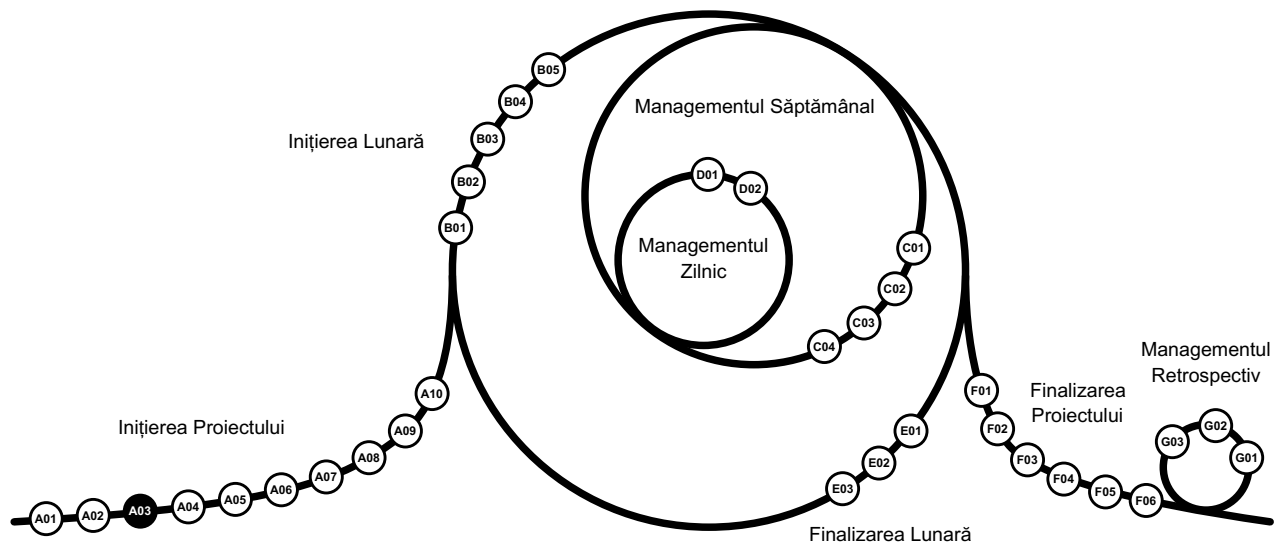 Inițierea Proiectului
A01
A02
A03
A04
A05
A06
A07
A08
A09
A10
Inițierea Lunară
B01
B02
B03
B04
B05
Managementul Săptămânal
C01
C02
C03
C04
Managementul
Zilnic
D01
D02
Finalizarea Lunară
E01
E02
E03
Finalizarea
Proiectului
F01
F02
F03
F04
F05
F06
Managementul
Retrospectiv
G01
G02
G03